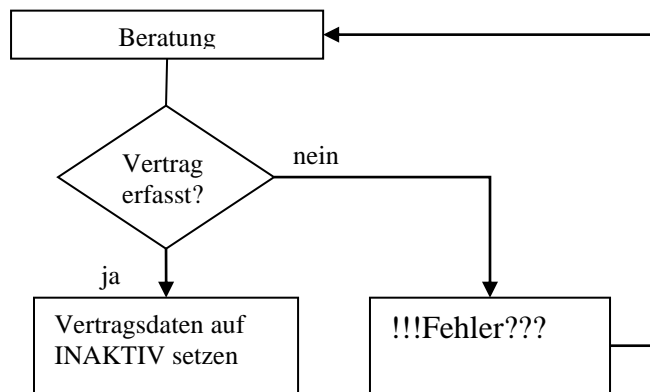 Beratung
Vertrag
erfasst?
nein
ja
Vertragsdaten auf
INAKTIV setzen
!!!Fehler???